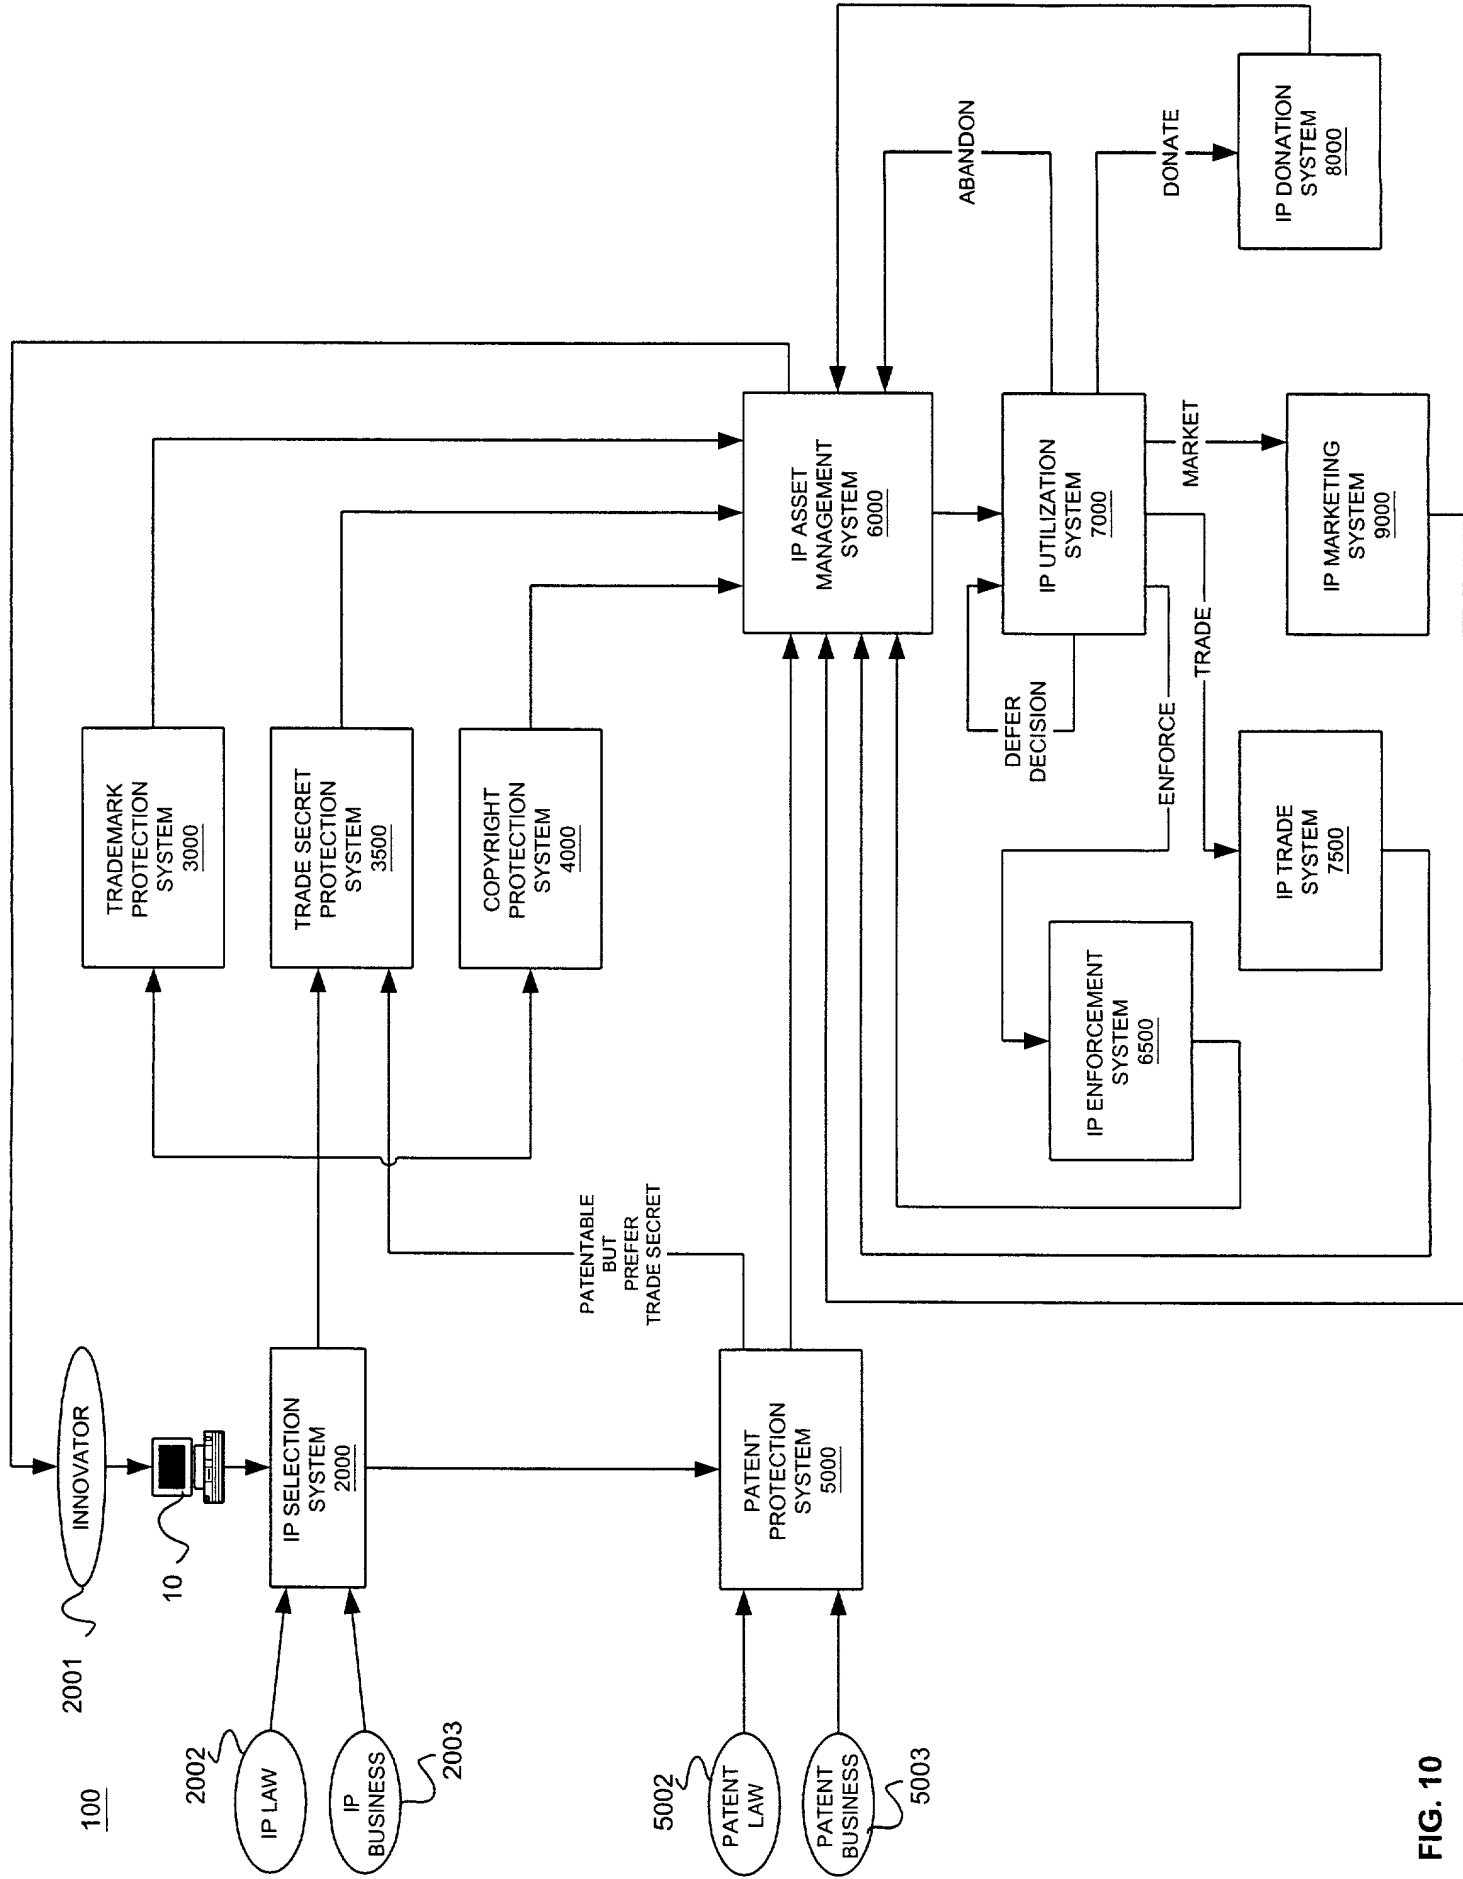 100
2001
INNOVATOR
10
2002
IP LAW
IP
BUSINESS
2003
IP SELECTION
SYSTEM
2000
TRADEMARK
PROTECTION
SYSTEM
3000
TRADE SECRET
PROTECTION
SYSTEM
3500
COPYRIGHT
PROTECTION
SYSTEM
4000
PATENTABLE
BUT
PREFER
TRADE SECRET
5002
PATENT
LAW
PATENT
BUSINESS
5003
PATENT
PROTECTION
SYSTEM
5000
IP ASSET
MANAGEMENT
SYSTEM
6000
ABANDON
DEFER
DECISION
IP UTILIZATION
SYSTEM
7000
ENFORCE
TRADE
MARKET
DONATE
IP ENFORCEMENT
SYSTEM
6500
IP TRADE
SYSTEM
7500
IP MARKETING
SYSTEM
9000
IP DONATION
SYSTEM
8000
FIG. 10